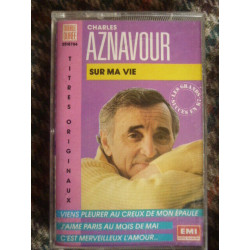 CHARLES
AZNAVOUR
SUR MA VIE
TITRES ORIGINAUX
VIENS PLEURER AU CREUX DE MON ÉPAULE
J'AIME PARIS AU MOIS DE MAI
C'EST MERVEILLEUX L'AMOUR...
EMI